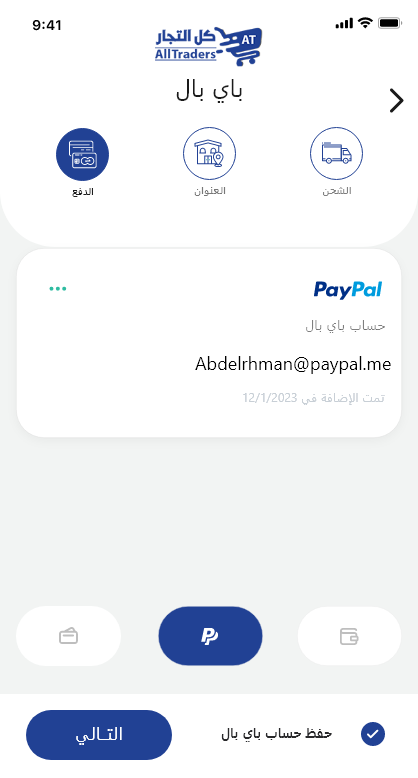 9:41
كل التجار
AT
AllTraders
باي بال
الشحن
العنوان
الدفع
PayPal
حساب باي بال
Abdelrhman@paypal.me
تمت الإضافة في 12/1/2023
حفظ حساب باي بال
التــالي